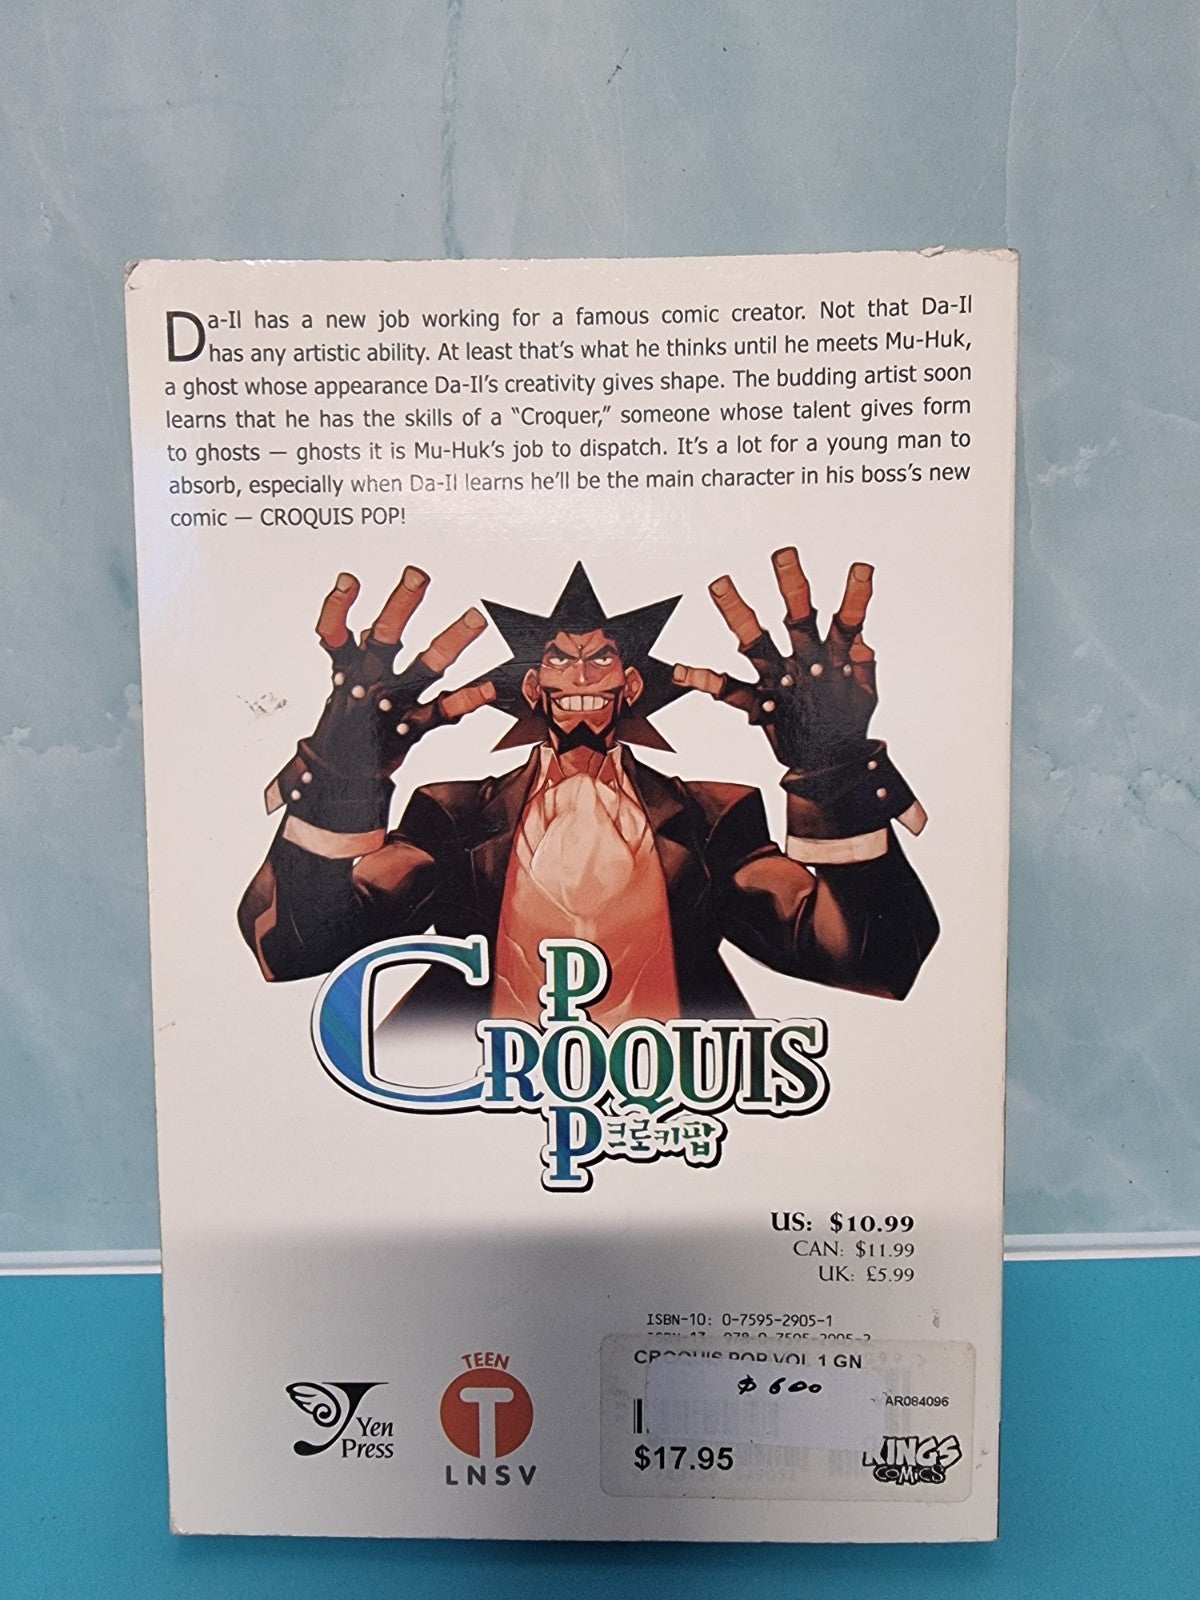 Da-Il has a new job working for a famous comic creator. Not that Da-Il
has any artistic ability. At least that's what he thinks until he meets Mu-Huk,
a ghost whose appearance Da-Il's creativity gives shape. The budding artist soon
learns that he has the skills of a "Croquer," someone whose talent gives form
to ghosts — ghosts it is Mu-Huk's job to dispatch. It's a lot for a young man to
absorb, especially when Da-Il learns he'll be the main character in his boss's new
comic — CROQUIS POP!
CROQUIS
POP
크로키팝
US: $10.99
CAN: $11.99
UK: £5.99
ISBN-10: 0-7595-2905-1
CROQUIS POP VOL 1 GN
$ 600
AR084096
$17.95
KINGS
COMICS
Yen
Press
TEEN
T
LNSV